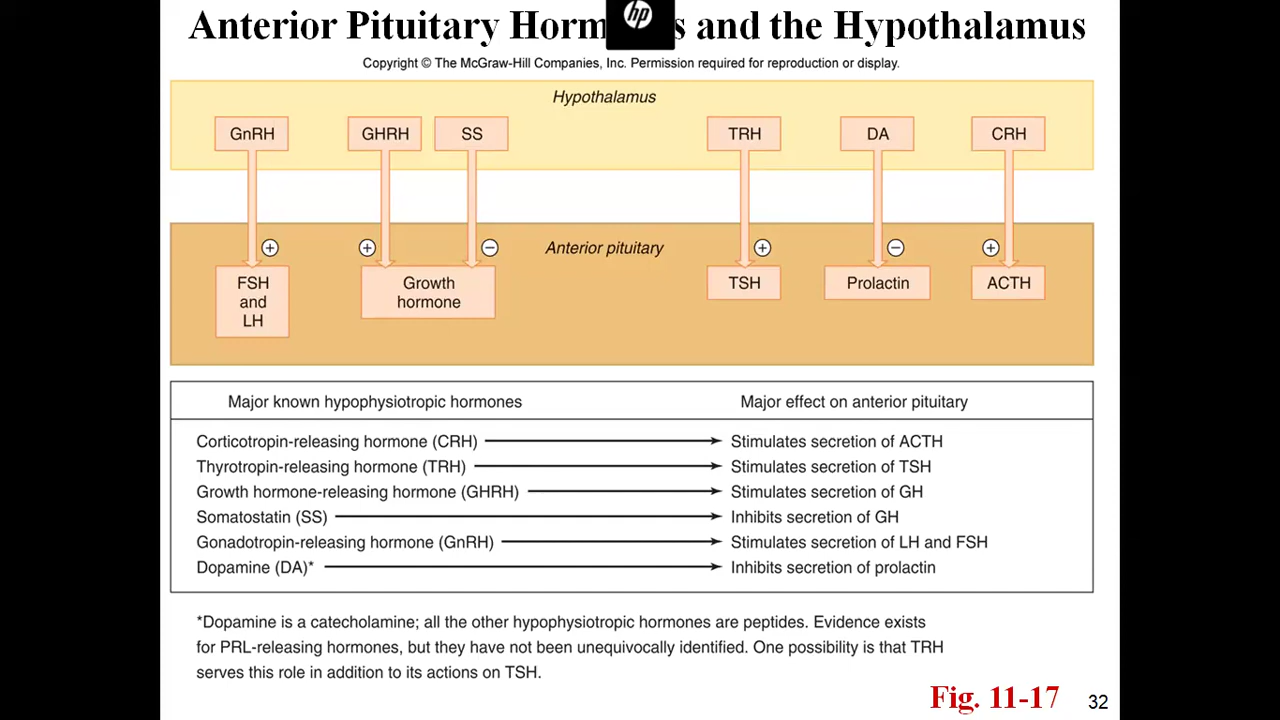 Anterior Pituitary Horm s and the Hypothalamus
hp
Copyright © The McGraw-Hill Companies, Inc. Permission required for reproduction or display.
Hypothalamus
GnRH GHRH SS TRH DA CRH
+ + − Anterior pituitary + − +
FSH and LH
Growth hormone
TSH
Prolactin
ACTH
Major known hypophysiotropic hormones Major effect on anterior pituitary
Corticotropin-releasing hormone (CRH) Stimulates secretion of ACTH
Thyrotropin-releasing hormone (TRH) Stimulates secretion of TSH
Growth hormone-releasing hormone (GHRH) Stimulates secretion of GH
Somatostatin (SS) Inhibits secretion of GH
Gonadotropin-releasing hormone (GnRH) Stimulates secretion of LH and FSH
Dopamine (DA)* Inhibits secretion of prolactin
*Dopamine is a catecholamine; all the other hypophysiotropic hormones are peptides. Evidence exists
for PRL-releasing hormones, but they have not been unequivocally identified. One possibility is that TRH
serves this role in addition to its actions on TSH.
Fig. 11-17 32